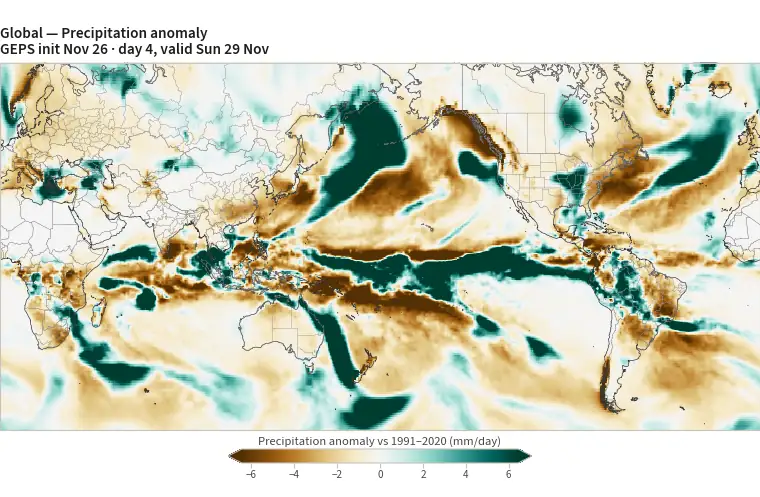 Global — Precipitation anomaly
GEPS init Nov 26 · day 4, valid Sun 29 Nov
Precipitation anomaly vs 1991–2020 (mm/day)
−6 −4 −2 0 2 4 6